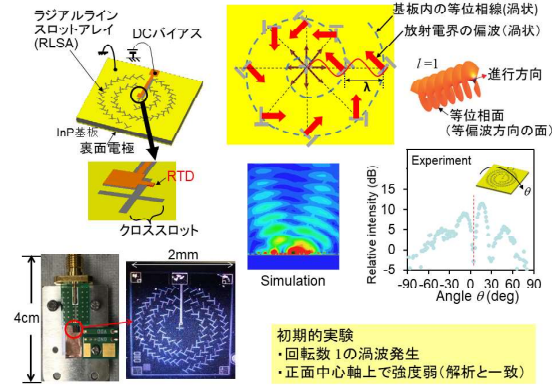 ラジアルライン
スロット・アレイ
(RLSA)
DCバイアス
InP基板
裏面電極
RTD
クロススロット
基板内の等位相線(渦状)
放射電界の偏波(渦状)
λ
l=1
進行方向
等位相面
(等偏波方向の面)
Simulation
Experiment
θ
Relative intensity (dB)
15
10
5
0
-5
-90
-60
-30
0
30
60
90
Angle θ (deg)
4cm
2mm
初期的実験
・回転数 1の渦波発生
・正面中心軸上で強度弱(解析と一致)